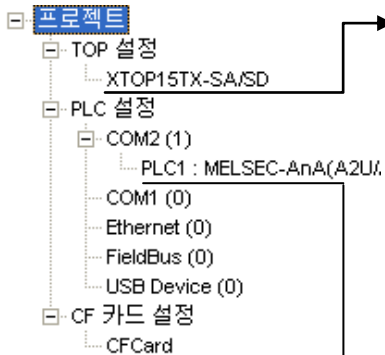 프로젝트
TOP 설정
XTOP15TX-SA/SD
PLC 설정
COM2 (1)
PLC1 : MELSEC-AnA(A2U/
COM1 (0)
Ethernet (0)
FieldBus (0)
USB Device (0)
CF 카드 설정
CFCard